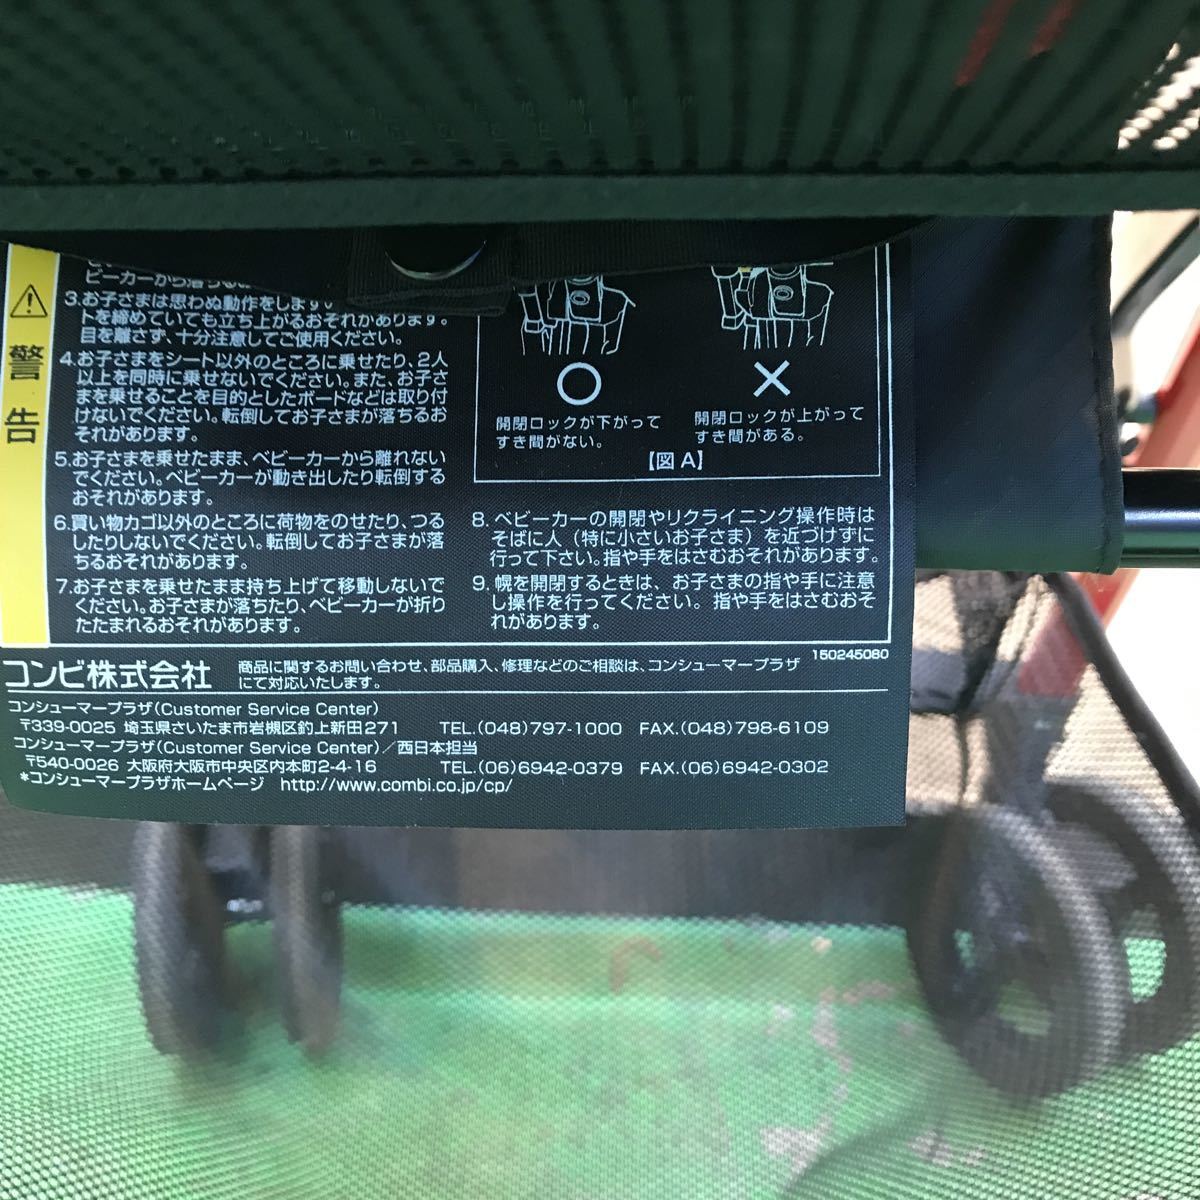 ビーカーから落ちるお
3.お子さまは思わぬ動作をします。
トを締めていても立ち上がるおそれがあります。
目を離さず、十分注意してご使用ください。
4.お子さまをシート以外のところに乗せたり、2人
以上を同時に乗せないでください。また、お子さ
まを乗せることを目的としたボードなどは取り付
けないでください。転倒してお子さまが落ちるお
それがあります。
5.お子さまを乗せたまま、ベビーカーから離れない
でください。ベビーカーが動き出したり転倒する
おそれがあります。
6.買い物カゴ以外のところに荷物をのせたり、つる
したりしないでください。転倒してお子さまが落
ちるおそれがあります。
7.お子さまを乗せたまま持ち上げて移動しないで
ください。お子さまが落ちたり、ベビーカーが折り
たたまれるおそれがあります。
警告
○
開閉ロックが下がって
すき間がない。
×
開閉ロックが上がって
すき間がある。
【図 A】
8.ベビーカーの開閉やリクライニング操作時は
そばに人（特に小さいお子さま）を近づけずに
行って下さい。指や手をはさむおそれがあります。
9.幌を開閉するときは、お子さまの指や手に注意
し操作を行ってください。指や手をはさむおそ
れがあります。
150245080
コンビ株式会社
商品に関するお問い合わせ、部品購入、修理などのご相談は、コンシューマープラザ
にて対応いたします。
コンシューマープラザ(Customer Service Center)
〒339-0025 埼玉県さいたま市岩槻区釣上新田271 TEL.(048)797-1000 FAX.(048)798-6109
コンシューマープラザ(Customer Service Center)／西日本担当
〒540-0026 大阪府大阪市中央区内本町2-4-16 TEL.(06)6942-0379 FAX.(06)6942-0302
*コンシューマープラザホームページ http://www.combi.co.jp/cp/